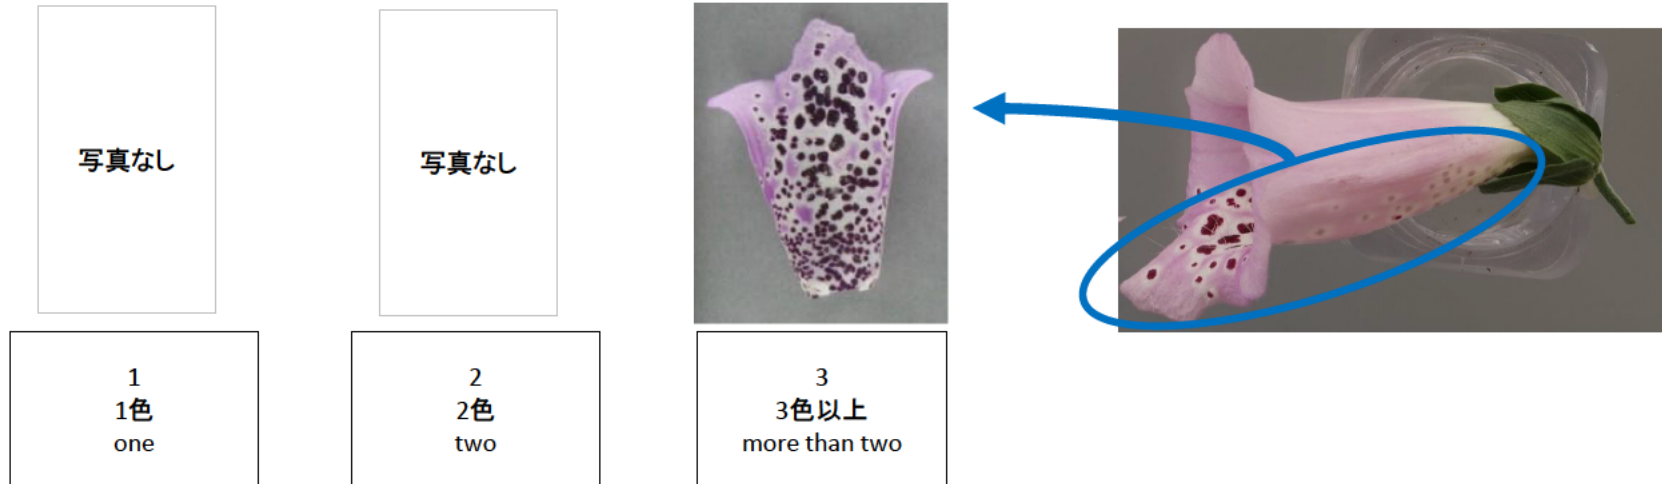 写真なし
写真なし
1
1色
one
2
2色
two
3
3色以上
more than two